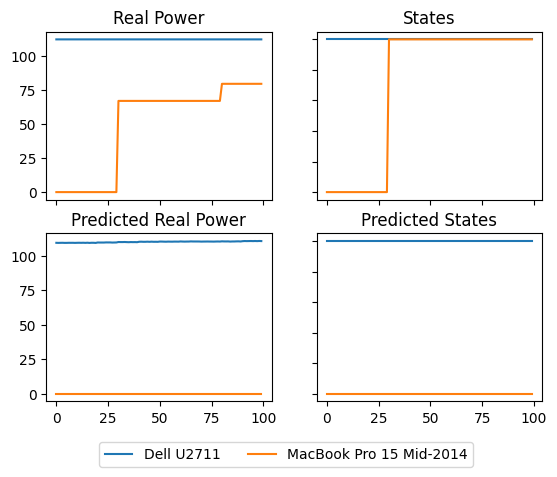 Real Power
States
100
75
50
25
0
Predicted Real Power
Predicted States
100
75
50
25
0
0 25 50 75 100
0 25 50 75 100
Dell U2711 MacBook Pro 15 Mid-2014